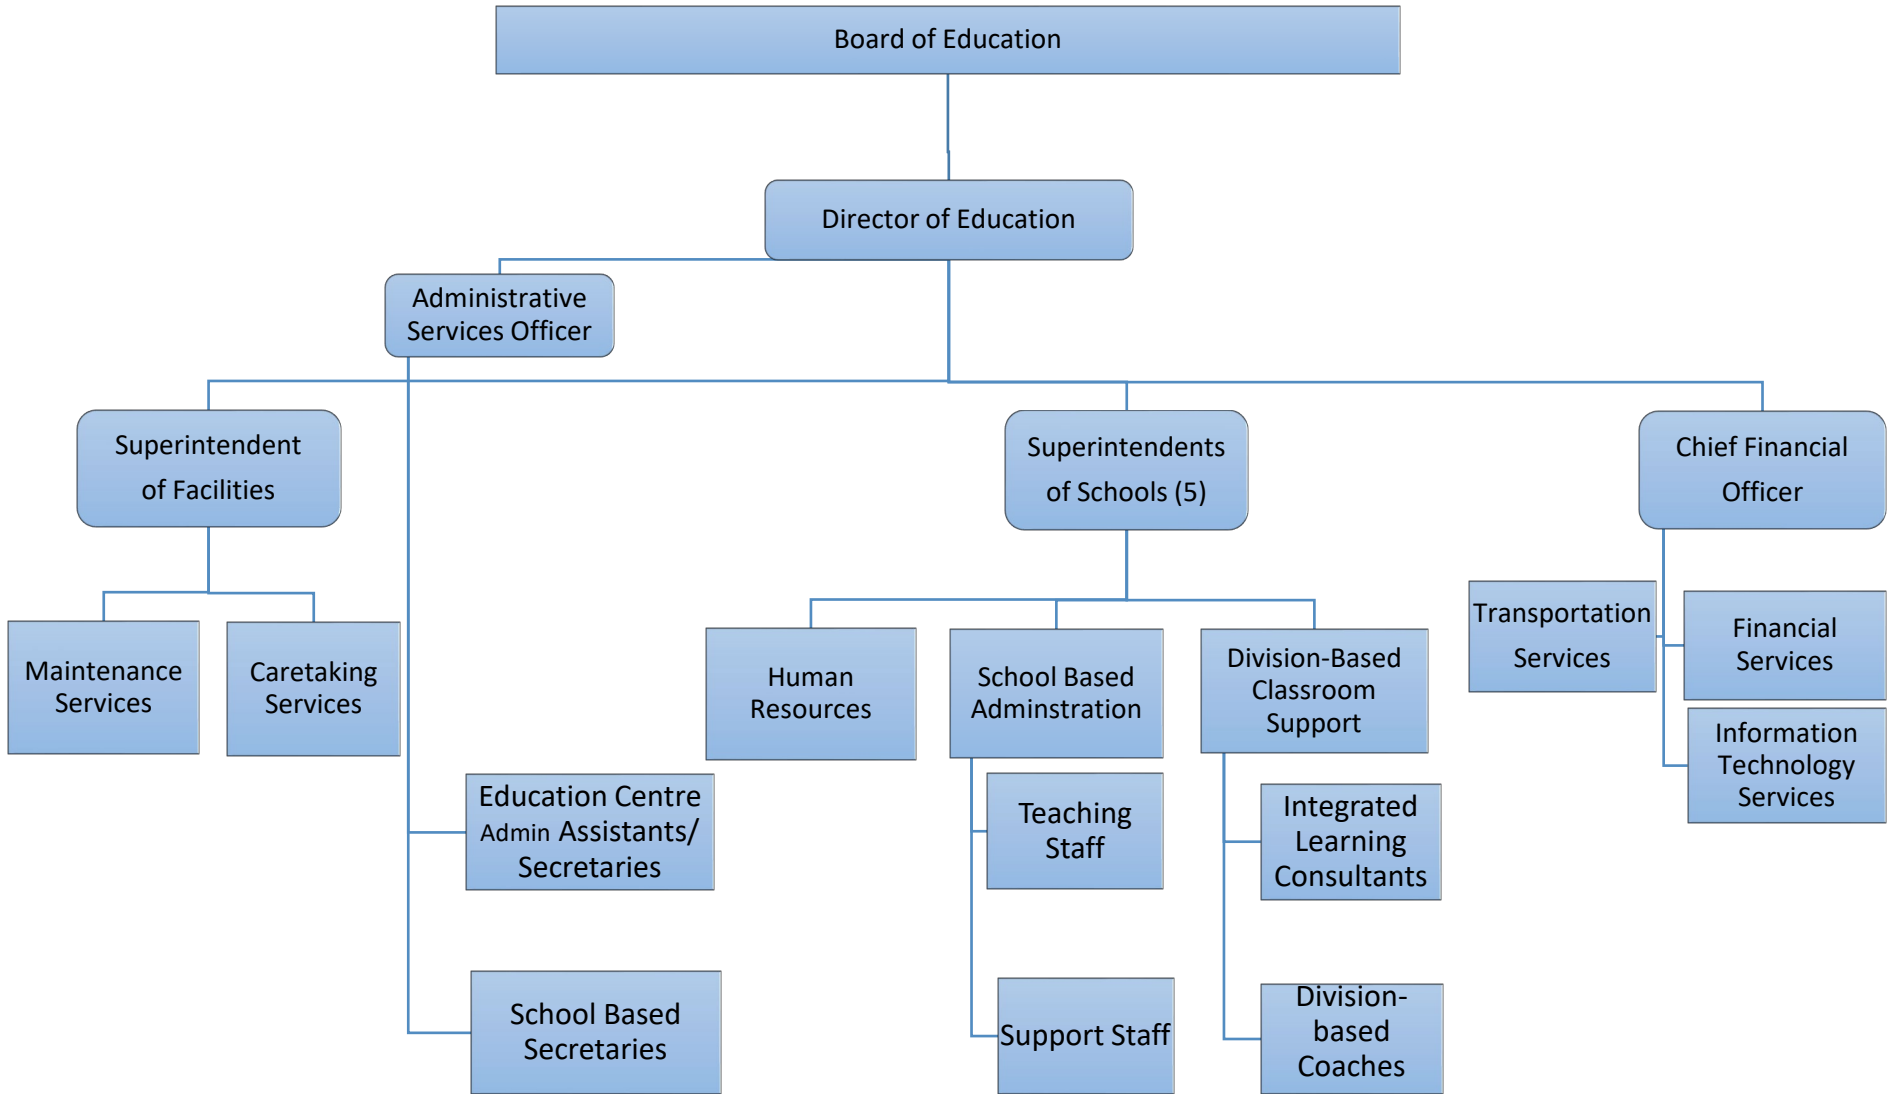 Board of Education
Director of Education
Administrative
Services Officer
Superintendent
of Facilities
Superintendents
of Schools (5)
Chief Financial
Officer
Maintenance
Services
Caretaking
Services
Human
Resources
School Based
Adminstration
Division-Based
Classroom
Support
Transportation
Services
Financial
Services
Information
Technology
Services
Education Centre
Admin Assistants/
Secretaries
Teaching
Staff
Integrated
Learning
Consultants
School Based
Secretaries
Support Staff
Division-
based
Coaches